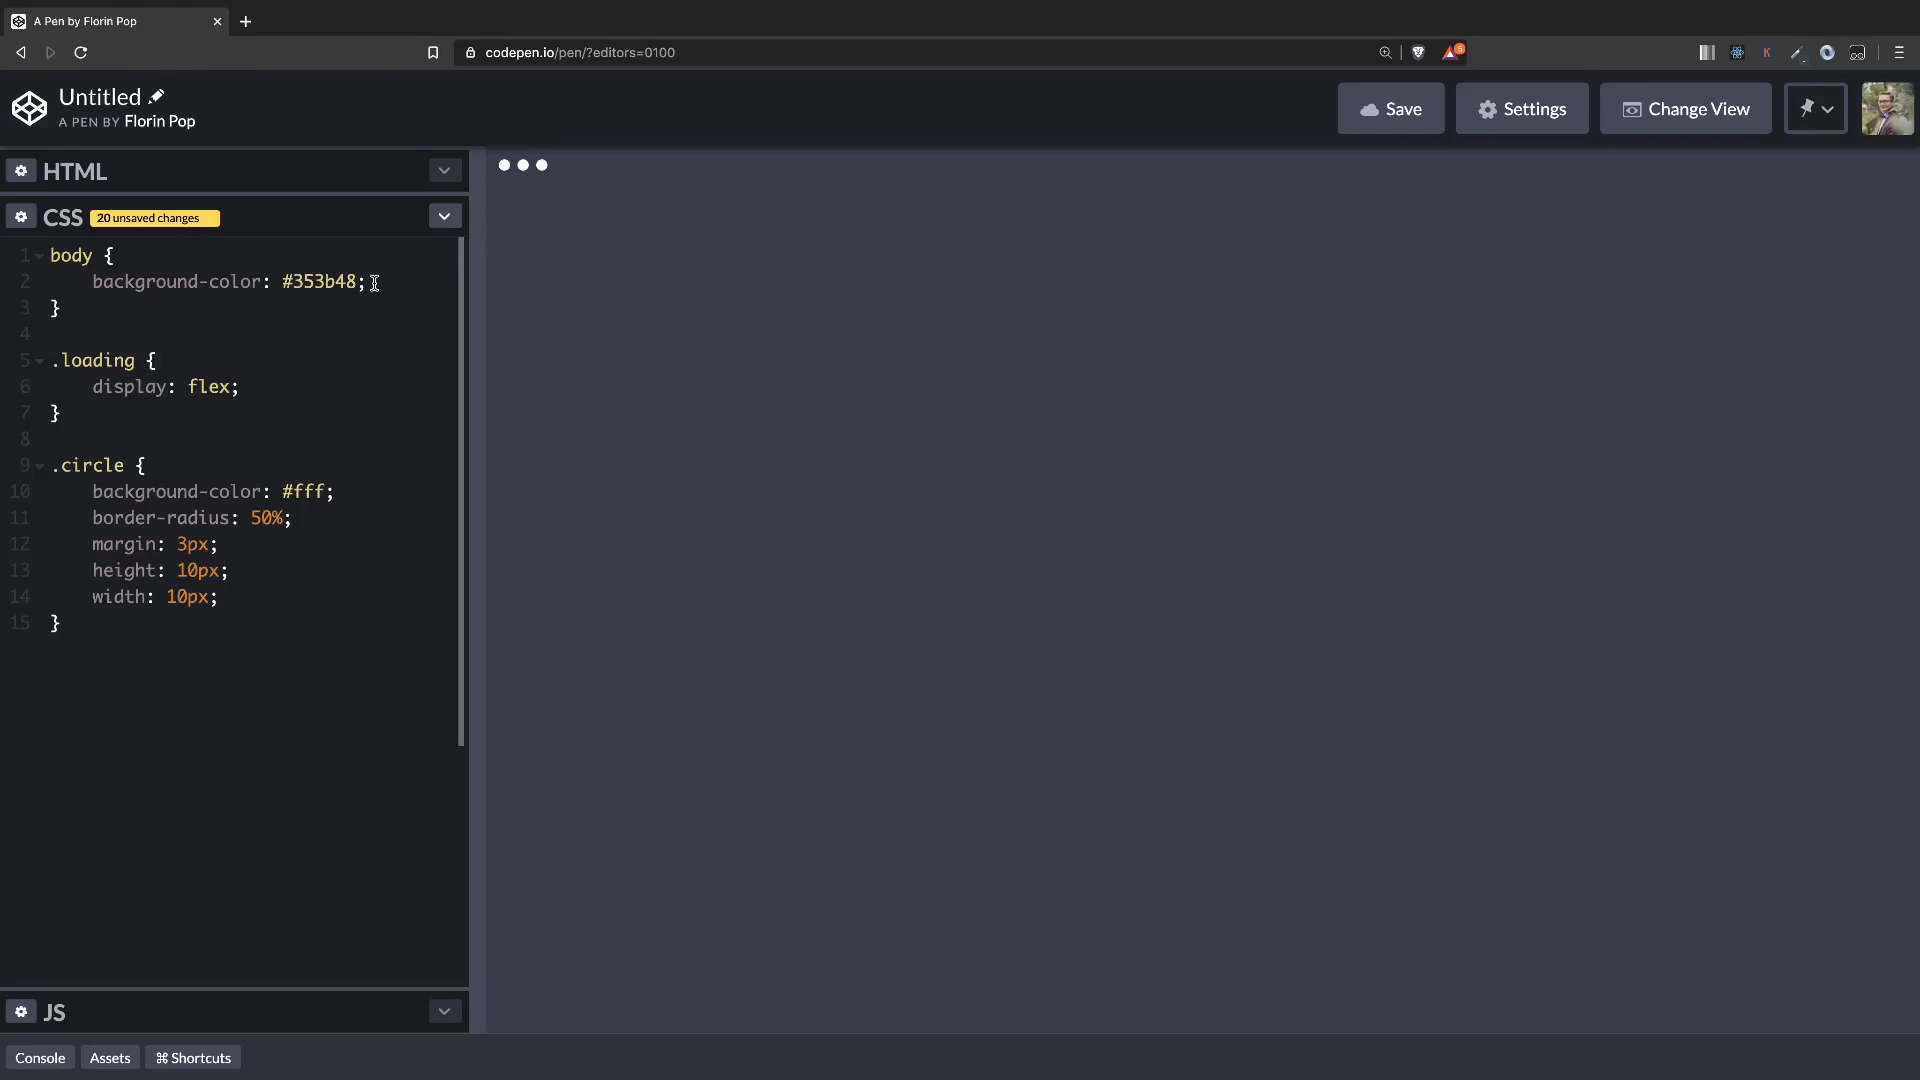 A Pen by Florin Pop
codepen.io/pen/?editors=0100
5
K
Untitled
A PEN BY Florin Pop
Save
Settings
Change View
HTML
CSS 20 unsaved changes
1 body {
2 background-color: #353b48;
3 }
4
5 .loading {
6 display: flex;
7 }
8
9 .circle {
10 background-color: #fff;
11 border-radius: 50%;
12 margin: 3px;
13 height: 10px;
14 width: 10px;
15 }
JS
Console
Assets
⌘ Shortcuts